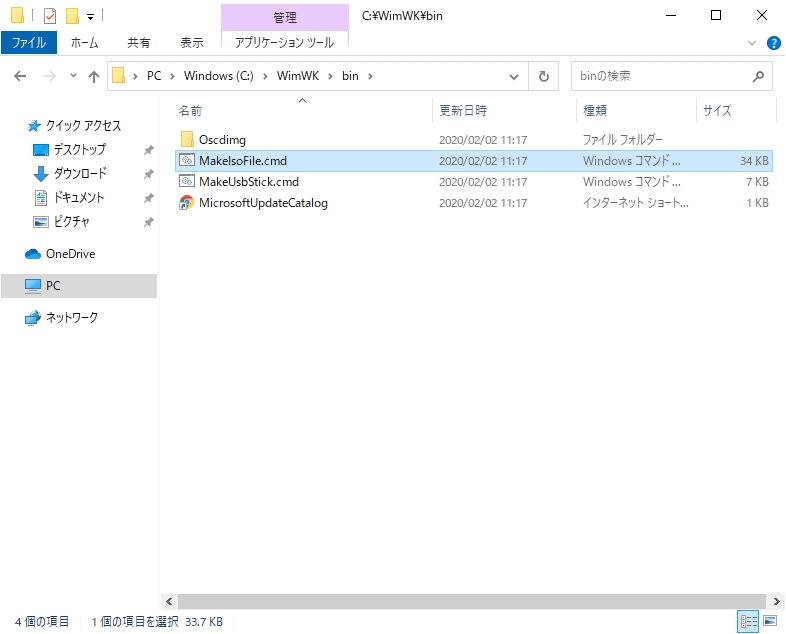 管理
C:¥WimWK¥bin
ファイル ホーム 共有 表示 アプリケーション ツール
PC Windows (C:) WimWK bin
binの検索
名前 更新日時 種類 サイズ
クイック アクセス
デスクトップ
ダウンロード
ドキュメント
ピクチャ
OneDrive
PC
ネットワーク
Oscdimg 2020/02/02 11:17 ファイル フォルダー
MakeIsoFile.cmd 2020/02/02 11:17 Windows コマンド ... 34 KB
MakeUsbStick.cmd 2020/02/02 11:17 Windows コマンド ... 7 KB
MicrosoftUpdateCatalog 2020/02/02 11:17 インターネット ショート... 1 KB
4 個の項目 1 個の項目を選択 33.7 KB